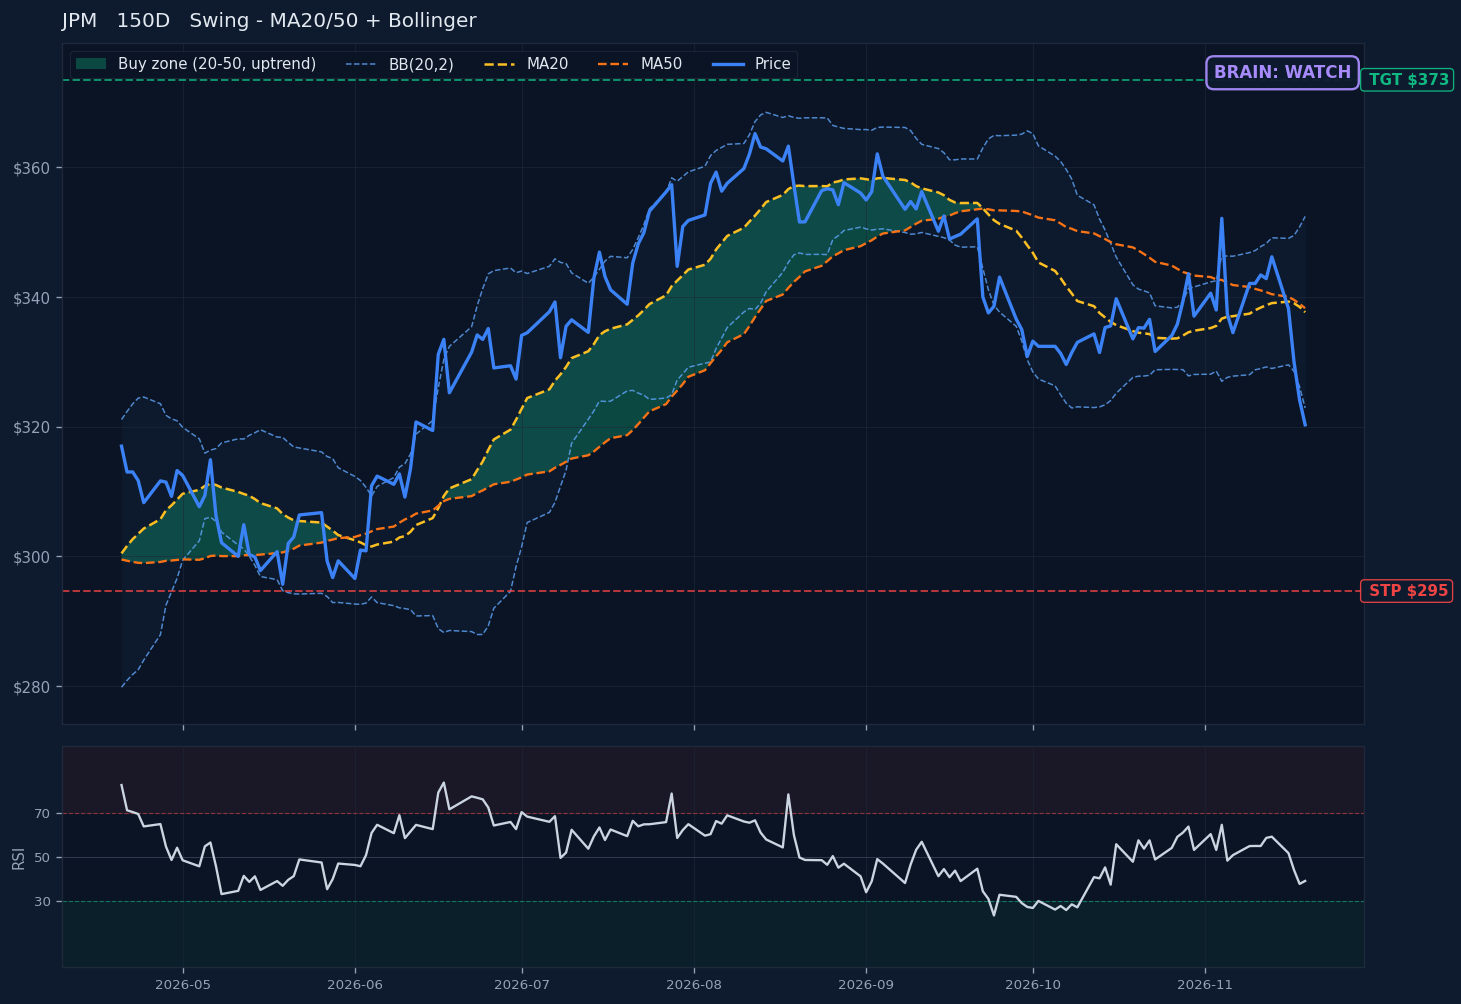 JPM   150D   Swing - MA20/50 + Bollinger
Buy zone (20-50, uptrend)   BB(20,2)   MA20   MA50   Price
BRAIN: WATCH
TGT $373
$360
$340
$320
$300
STP $295
$280
RSI
70
50
30
2026-05   2026-06   2026-07   2026-08   2026-09   2026-10   2026-11